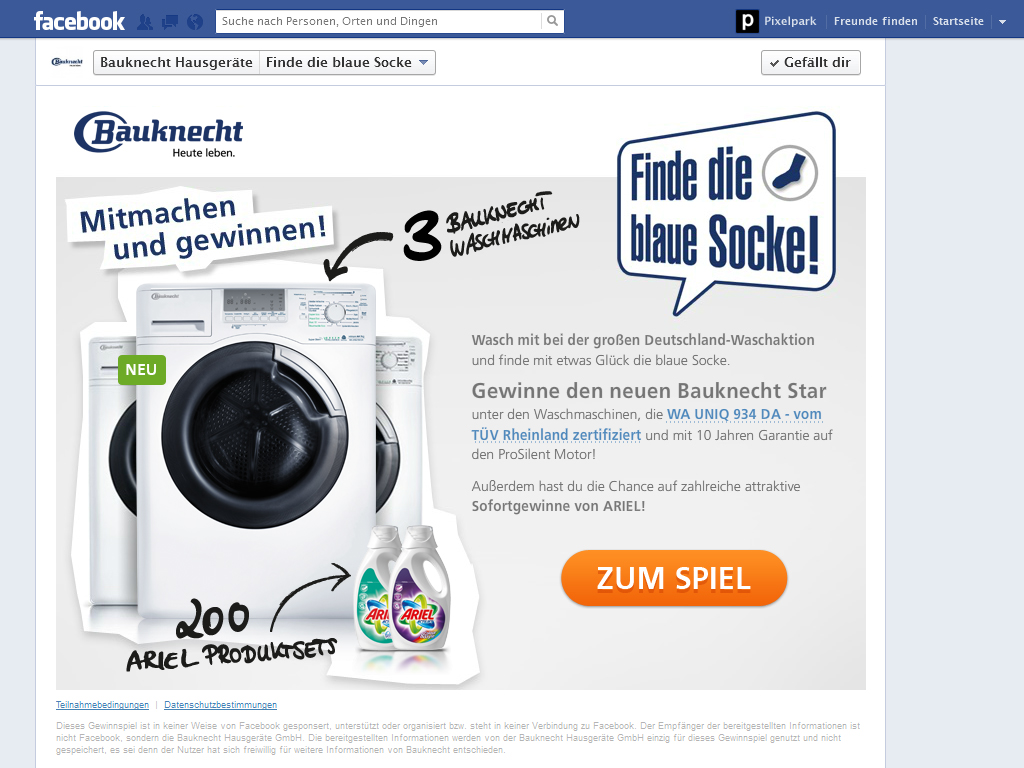 facebook
Suche nach Personen, Orten und Dingen
Pixelpark
Freunde finden
Startseite
Bauknecht Hausgeräte
Finde die blaue Socke
Gefällt dir
Bauknecht
Heute leben.
Finde die
blaue Socke!
Mitmachen
und gewinnen!
3 BAUKNECHT
WASCHMASCHINEN
Bauknecht
NEU
Wasch mit bei der großen Deutschland-Waschaktion
und finde mit etwas Glück die blaue Socke.
Gewinne den neuen Bauknecht Star
unter den Waschmaschinen, die WA UNIQ 934 DA - vom
TÜV Rheinland zertifiziert und mit 10 Jahren Garantie auf
den ProSilent Motor!
Außerdem hast du die Chance auf zahlreiche attraktive
Sofortgewinne von ARIEL!
ZUM SPIEL
200
ARIEL PRODUKTSETS
ARIEL
ARIEL
Teilnahmebedingungen | Datenschutzbestimmungen
Dieses Gewinnspiel ist in keiner Weise von Facebook gesponsert, unterstützt oder organisiert bzw. steht in keiner Verbindung zu Facebook. Der Empfänger der bereitgestellten Informationen ist
nicht Facebook, sondern die Bauknecht Hausgeräte GmbH. Die bereitgestellten Informationen werden von der Bauknecht Hausgeräte GmbH einzig für dieses Gewinnspiel genutzt und nicht
gespeichert, es sei denn der Nutzer hat sich freiwillig für weitere Informationen von Bauknecht entschieden.